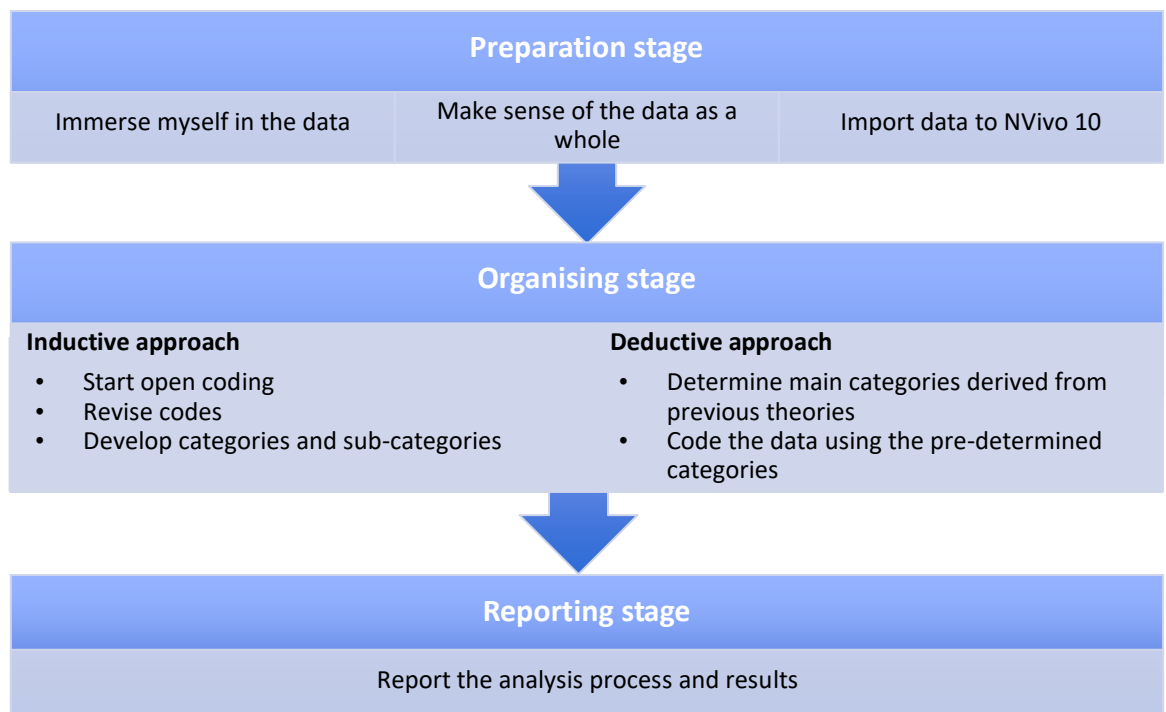 Preparation stage
Immerse myself in the data
Make sense of the data as a
whole
Import data to NVivo 10
Organising stage
Inductive approach
• Start open coding
• Revise codes
• Develop categories and sub-categories
Deductive approach
• Determine main categories derived from
previous theories
• Code the data using the pre-determined
categories
Reporting stage
Report the analysis process and results